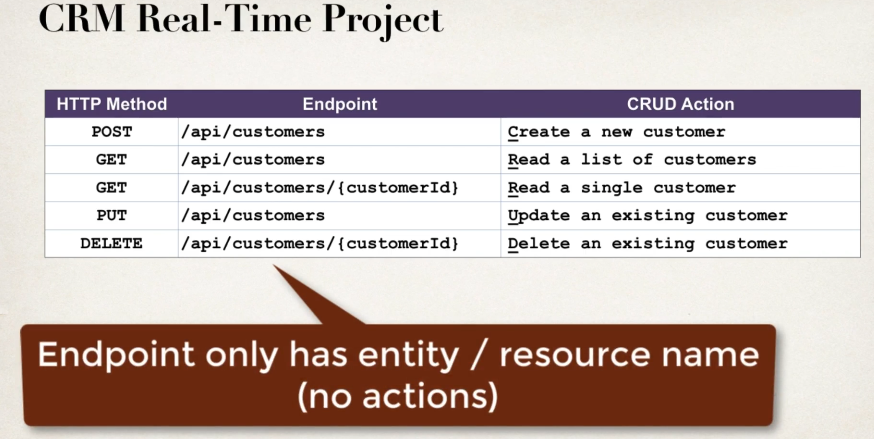 CRM Real-Time Project
HTTP Method Endpoint CRUD Action
POST /api/customers Create a new customer
GET /api/customers Read a list of customers
GET /api/customers/{customerId} Read a single customer
PUT /api/customers Update an existing customer
DELETE /api/customers/{customerId} Delete an existing customer
Endpoint only has entity / resource name
(no actions)